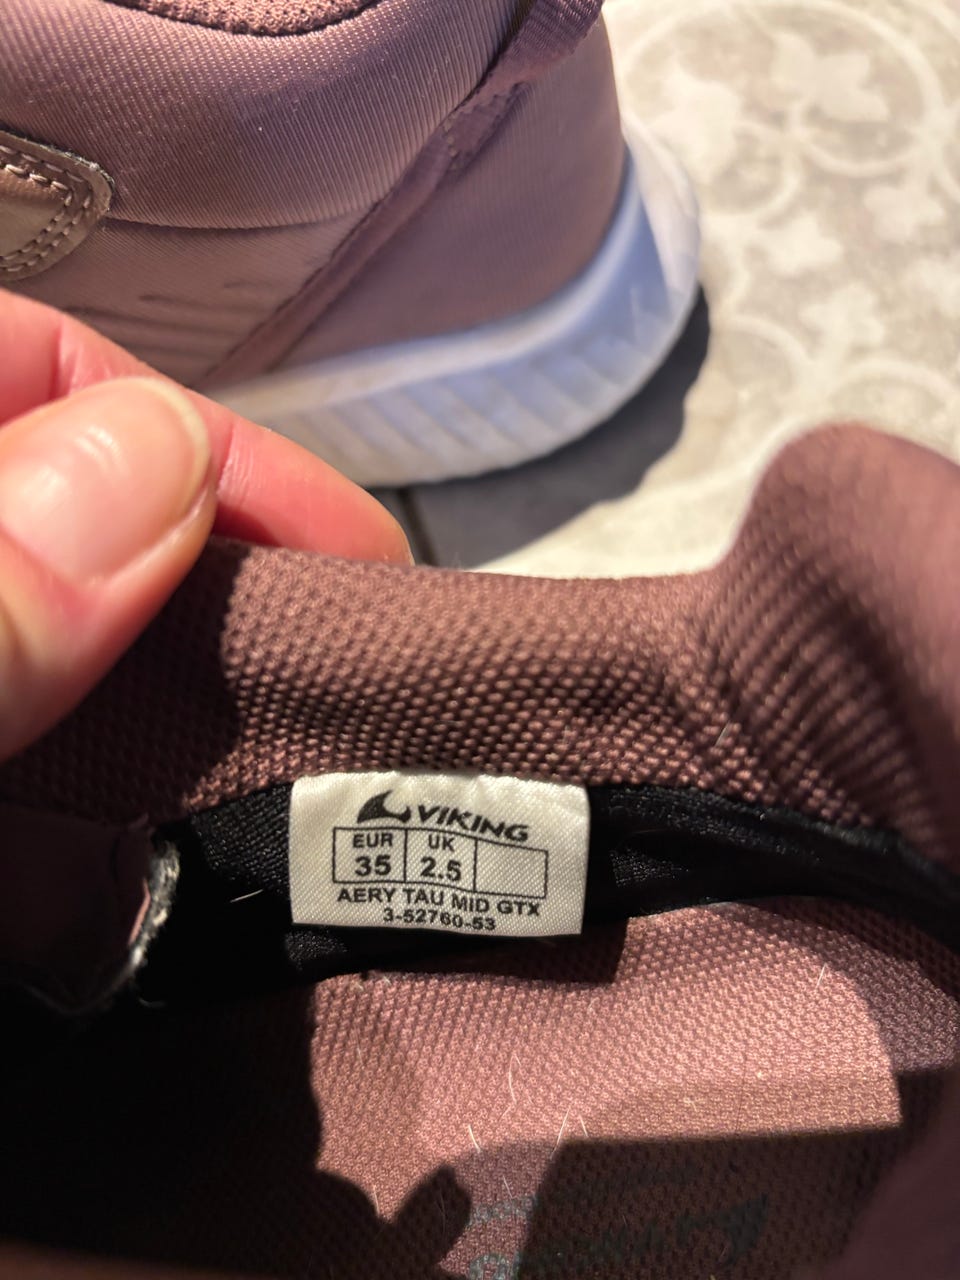 VIKING
EUR UK
35 2.5
AERY TAU MID GTX
3-52760-53